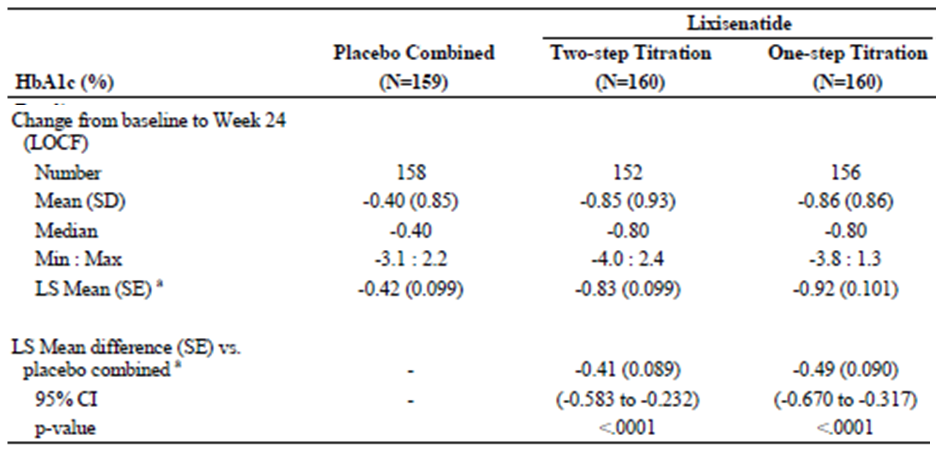 Lixisenatide
Placebo Combined Two-step Titration One-step Titration
HbA1c (%) (N=159) (N=160) (N=160)
Change from baseline to Week 24
(LOCF)
Number 158 152 156
Mean (SD) -0.40 (0.85) -0.85 (0.93) -0.86 (0.86)
Median -0.40 -0.80 -0.80
Min : Max -3.1 : 2.2 -4.0 : 2.4 -3.8 : 1.3
LS Mean (SE) a -0.42 (0.099) -0.83 (0.099) -0.92 (0.101)
LS Mean difference (SE) vs.
placebo combined a - -0.41 (0.089) -0.49 (0.090)
95% CI - (-0.583 to -0.232) (-0.670 to -0.317)
p-value <.0001 <.0001